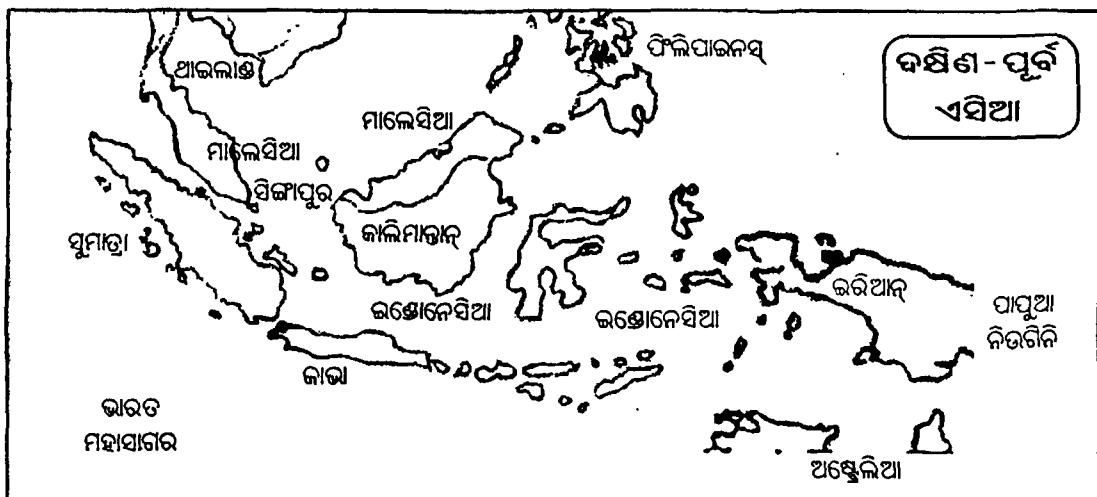 ଦକ୍ଷିଣ - ପୂର୍ବ
ଏସିଆ
ଫିଲିପାଇନସ୍
ଥାଇଲାଣ୍ଡ
ମାଲେସିଆ
ମାଲେସିଆ
ସିଙ୍ଗାପୁର
ସୁମାତ୍ରା
କାଲିମାନ୍ତାନ୍
ଇଣ୍ଡୋନେସିଆ
ଇଣ୍ଡୋନେସିଆ
ଇରିଆନ୍
ପାପୁଆ
ନିଉଗିନି
ଜାଭା
ଭାରତ
ମହାସାଗର
ଅଷ୍ଟ୍ରେଲିଆ